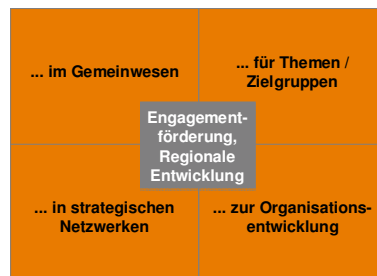 ... im Gemeinwesen
... für Themen /
Zielgruppen
Engagement-
förderung,
Regionale
Entwicklung
... in strategischen
Netzwerken
... zur Organisations-
entwicklung